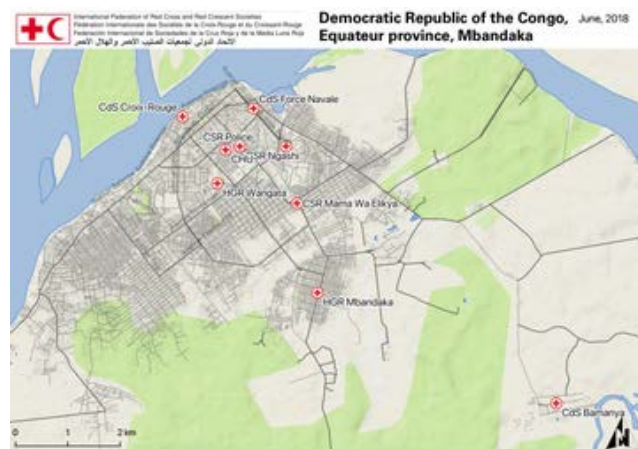 International Federation of Red Cross and Red Crescent Societies
Fédération internationale des Sociétés de la Croix-Rouge et du Croissant-Rouge
Federación Internacional de Sociedades de la Cruz Roja y de la Media Luna Roja
الاتحاد الدولي لجمعيات الصليب الأحمر والهلال الأحمر
Democratic Republic of the Congo, June, 2018
Equateur province, Mbandaka
CdS Croix-Rouge
CdS Force Navale
CSR Police
CHU
CSR Ngashi
HGR Wangata
CSR Mama Wa Elikya
HGR Mbandaka
CdS Bamanya
0 1 2 km
N